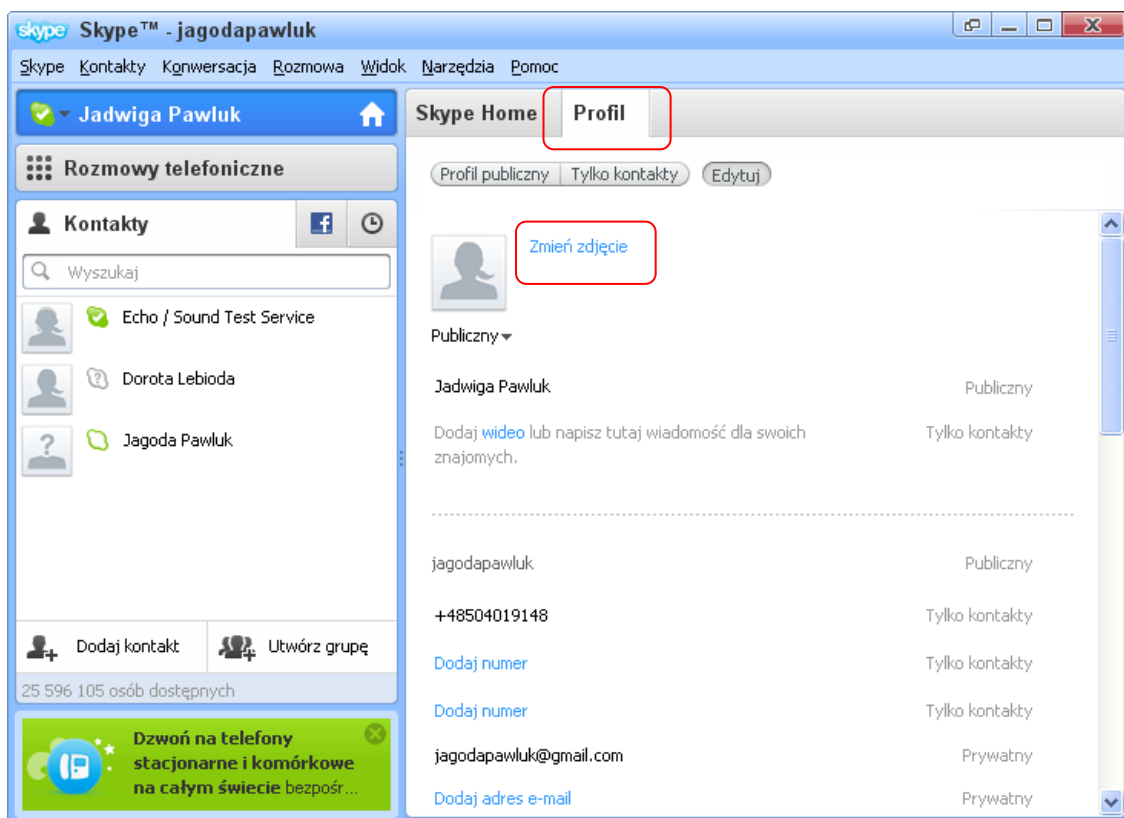 skype Skype™ - jagodapawluk
Skype Kontakty Konwersacja Rozmowa Widok Narzędzia Pomoc
Jadwiga Pawluk
Rozmowy telefoniczne
Kontakty
Wyszukaj
Echo / Sound Test Service
Dorota Lebioda
Jagoda Pawluk
Dodaj kontakt Utwórz grupę
25 596 105 osób dostępnych
Dzwoń na telefony
stacjonarne i komórkowe
na całym świecie bezpośr...
Skype Home Profil
Profil publiczny Tylko kontakty Edytuj
Zmień zdjęcie
Publiczny
Jadwiga Pawluk Publiczny
Dodaj wideo lub napisz tutaj wiadomość dla swoich Tylko kontakty
znajomych.
jagodapawluk Publiczny
+48504019148 Tylko kontakty
Dodaj numer Tylko kontakty
Dodaj numer Tylko kontakty
jagodapawluk@gmail.com Prywatny
Dodaj adres e-mail Prywatny